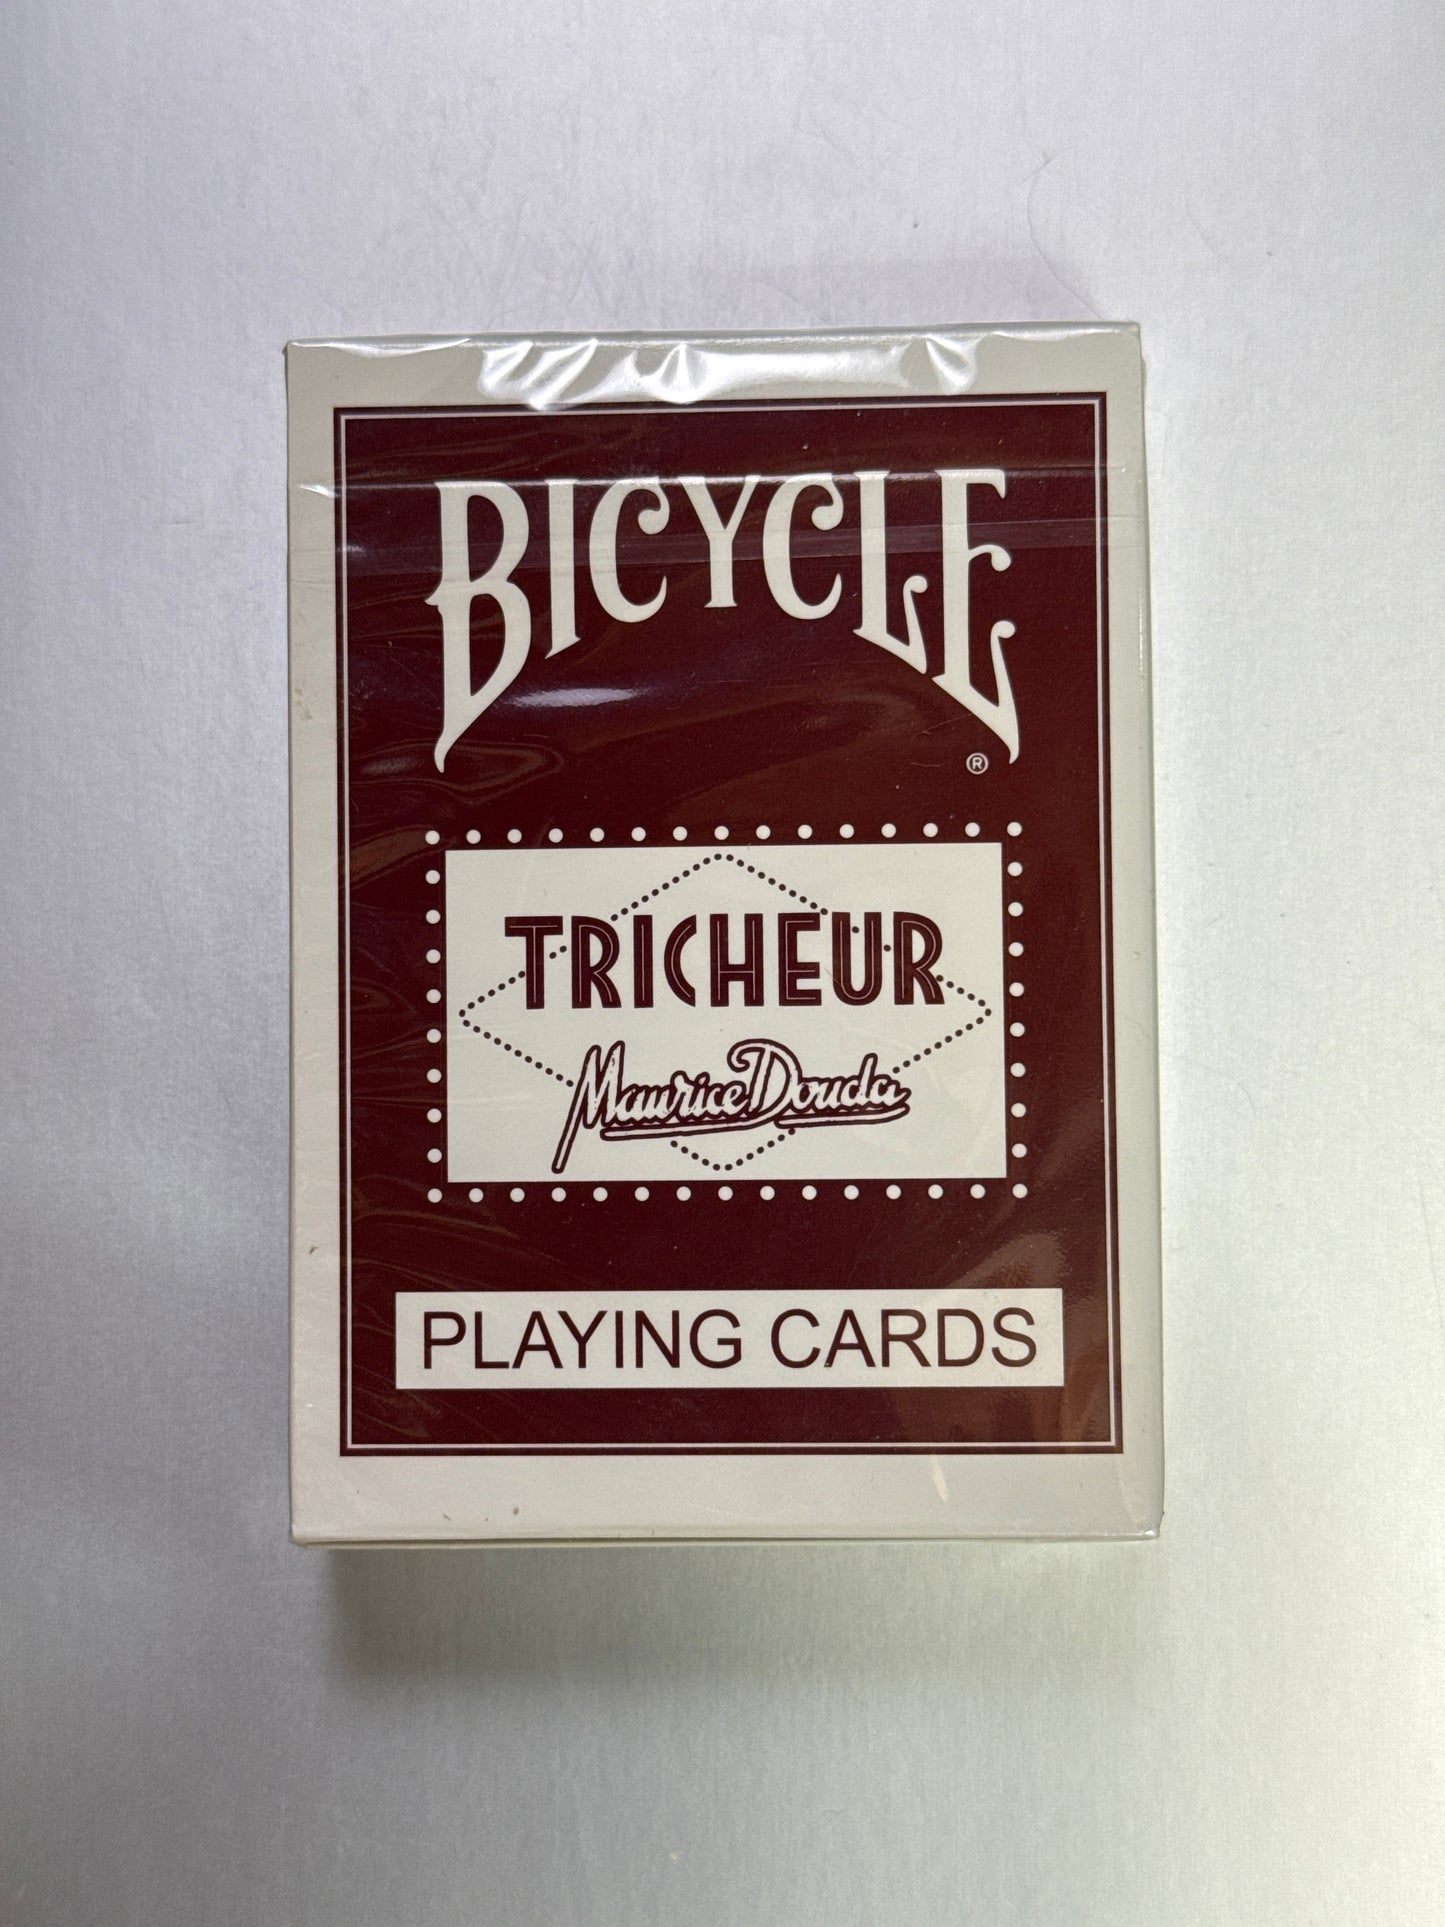 BICYCLE
®
TRICHEUR
Maurice Douda
PLAYING CARDS